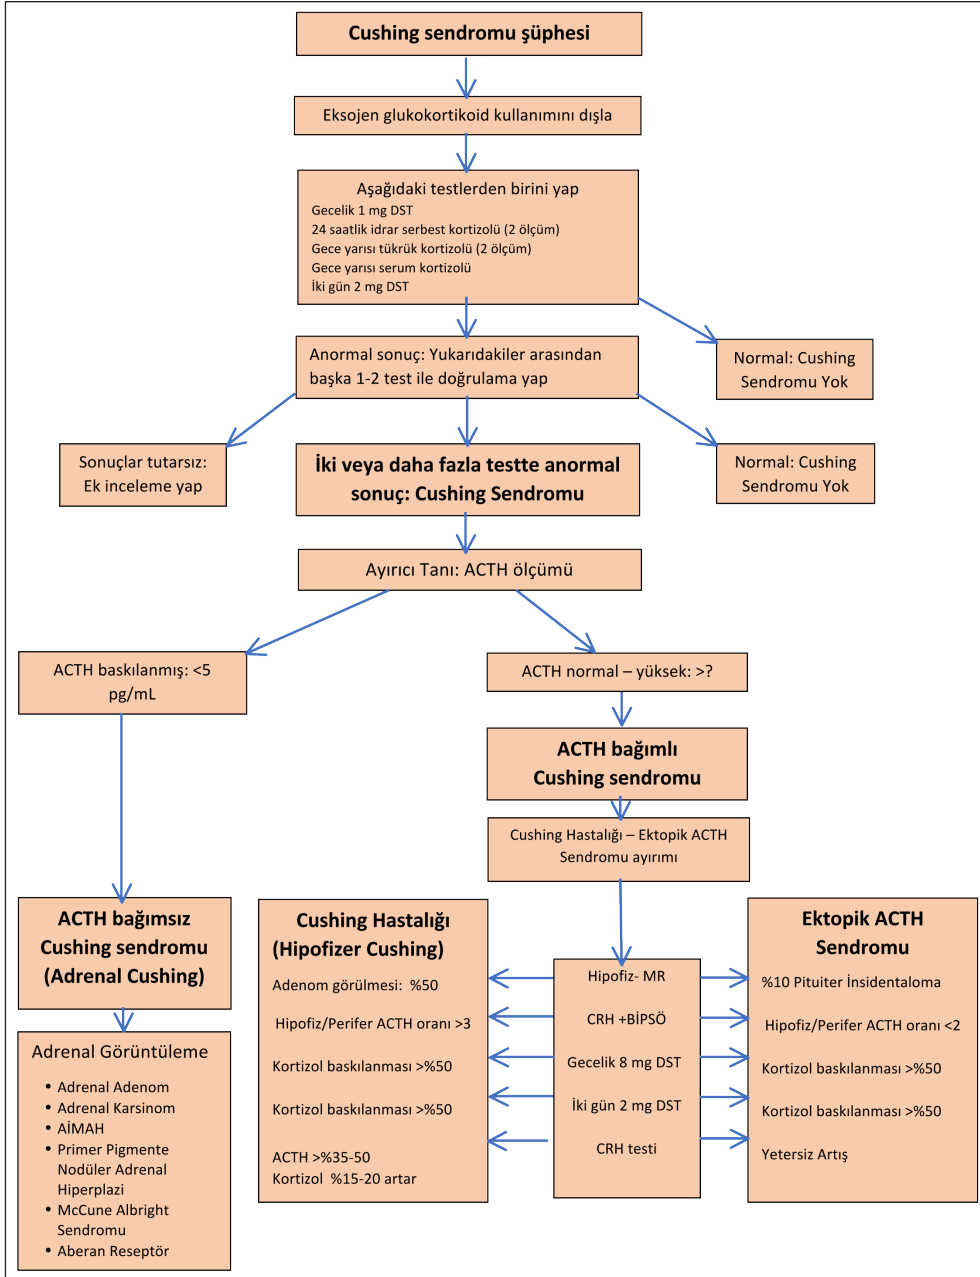 Cushing sendromu şüphesi
Eksojen glukokortikoid kullanımını dışla
Aşağıdaki testlerden birini yap
Gecelik 1 mg DST
24 saatlik idrar serbest kortizolü (2 ölçüm)
Gece yarısı tükrük kortizolü (2 ölçüm)
Gece yarısı serum kortizolü
İki gün 2 mg DST
Anormal sonuç: Yukarıdakiler arasından
başka 1-2 test ile doğrulama yap
Normal: Cushing
Sendromu Yok
Sonuçlar tutarsız:
Ek inceleme yap
İki veya daha fazla testte anormal
sonuç: Cushing Sendromu
Normal: Cushing
Sendromu Yok
Ayırıcı Tanı: ACTH ölçümü
ACTH baskılanmış: <5
pg/mL
ACTH normal – yüksek: >?
ACTH bağımlı
Cushing sendromu
Cushing Hastalığı – Ektopik ACTH
Sendromu ayırımı
ACTH bağımsız
Cushing sendromu
(Adrenal Cushing)
Adrenal Görüntüleme
• Adrenal Adenom
• Adrenal Karsinom
• AİMAH
• Primer Pigmente
Nodüler Adrenal
Hiperplazi
• McCune Albright
Sendromu
• Aberan Reseptör
Cushing Hastalığı
(Hipofizer Cushing)
Adenom görülmesi: %50
Hipofiz/Perifer ACTH oranı >3
Kortizol baskılanması >%50
Kortizol baskılanması >%50
ACTH >%35-50
Kortizol %15-20 artar
Hipofiz- MR
CRH +BİPSÖ
Gecelik 8 mg DST
İki gün 2 mg DST
CRH testi
Ektopik ACTH
Sendromu
%10 Pituiter İnsidentaloma
Hipofiz/Perifer ACTH oranı <2
Kortizol baskılanması >%50
Kortizol baskılanması >%50
Yetersiz Artış